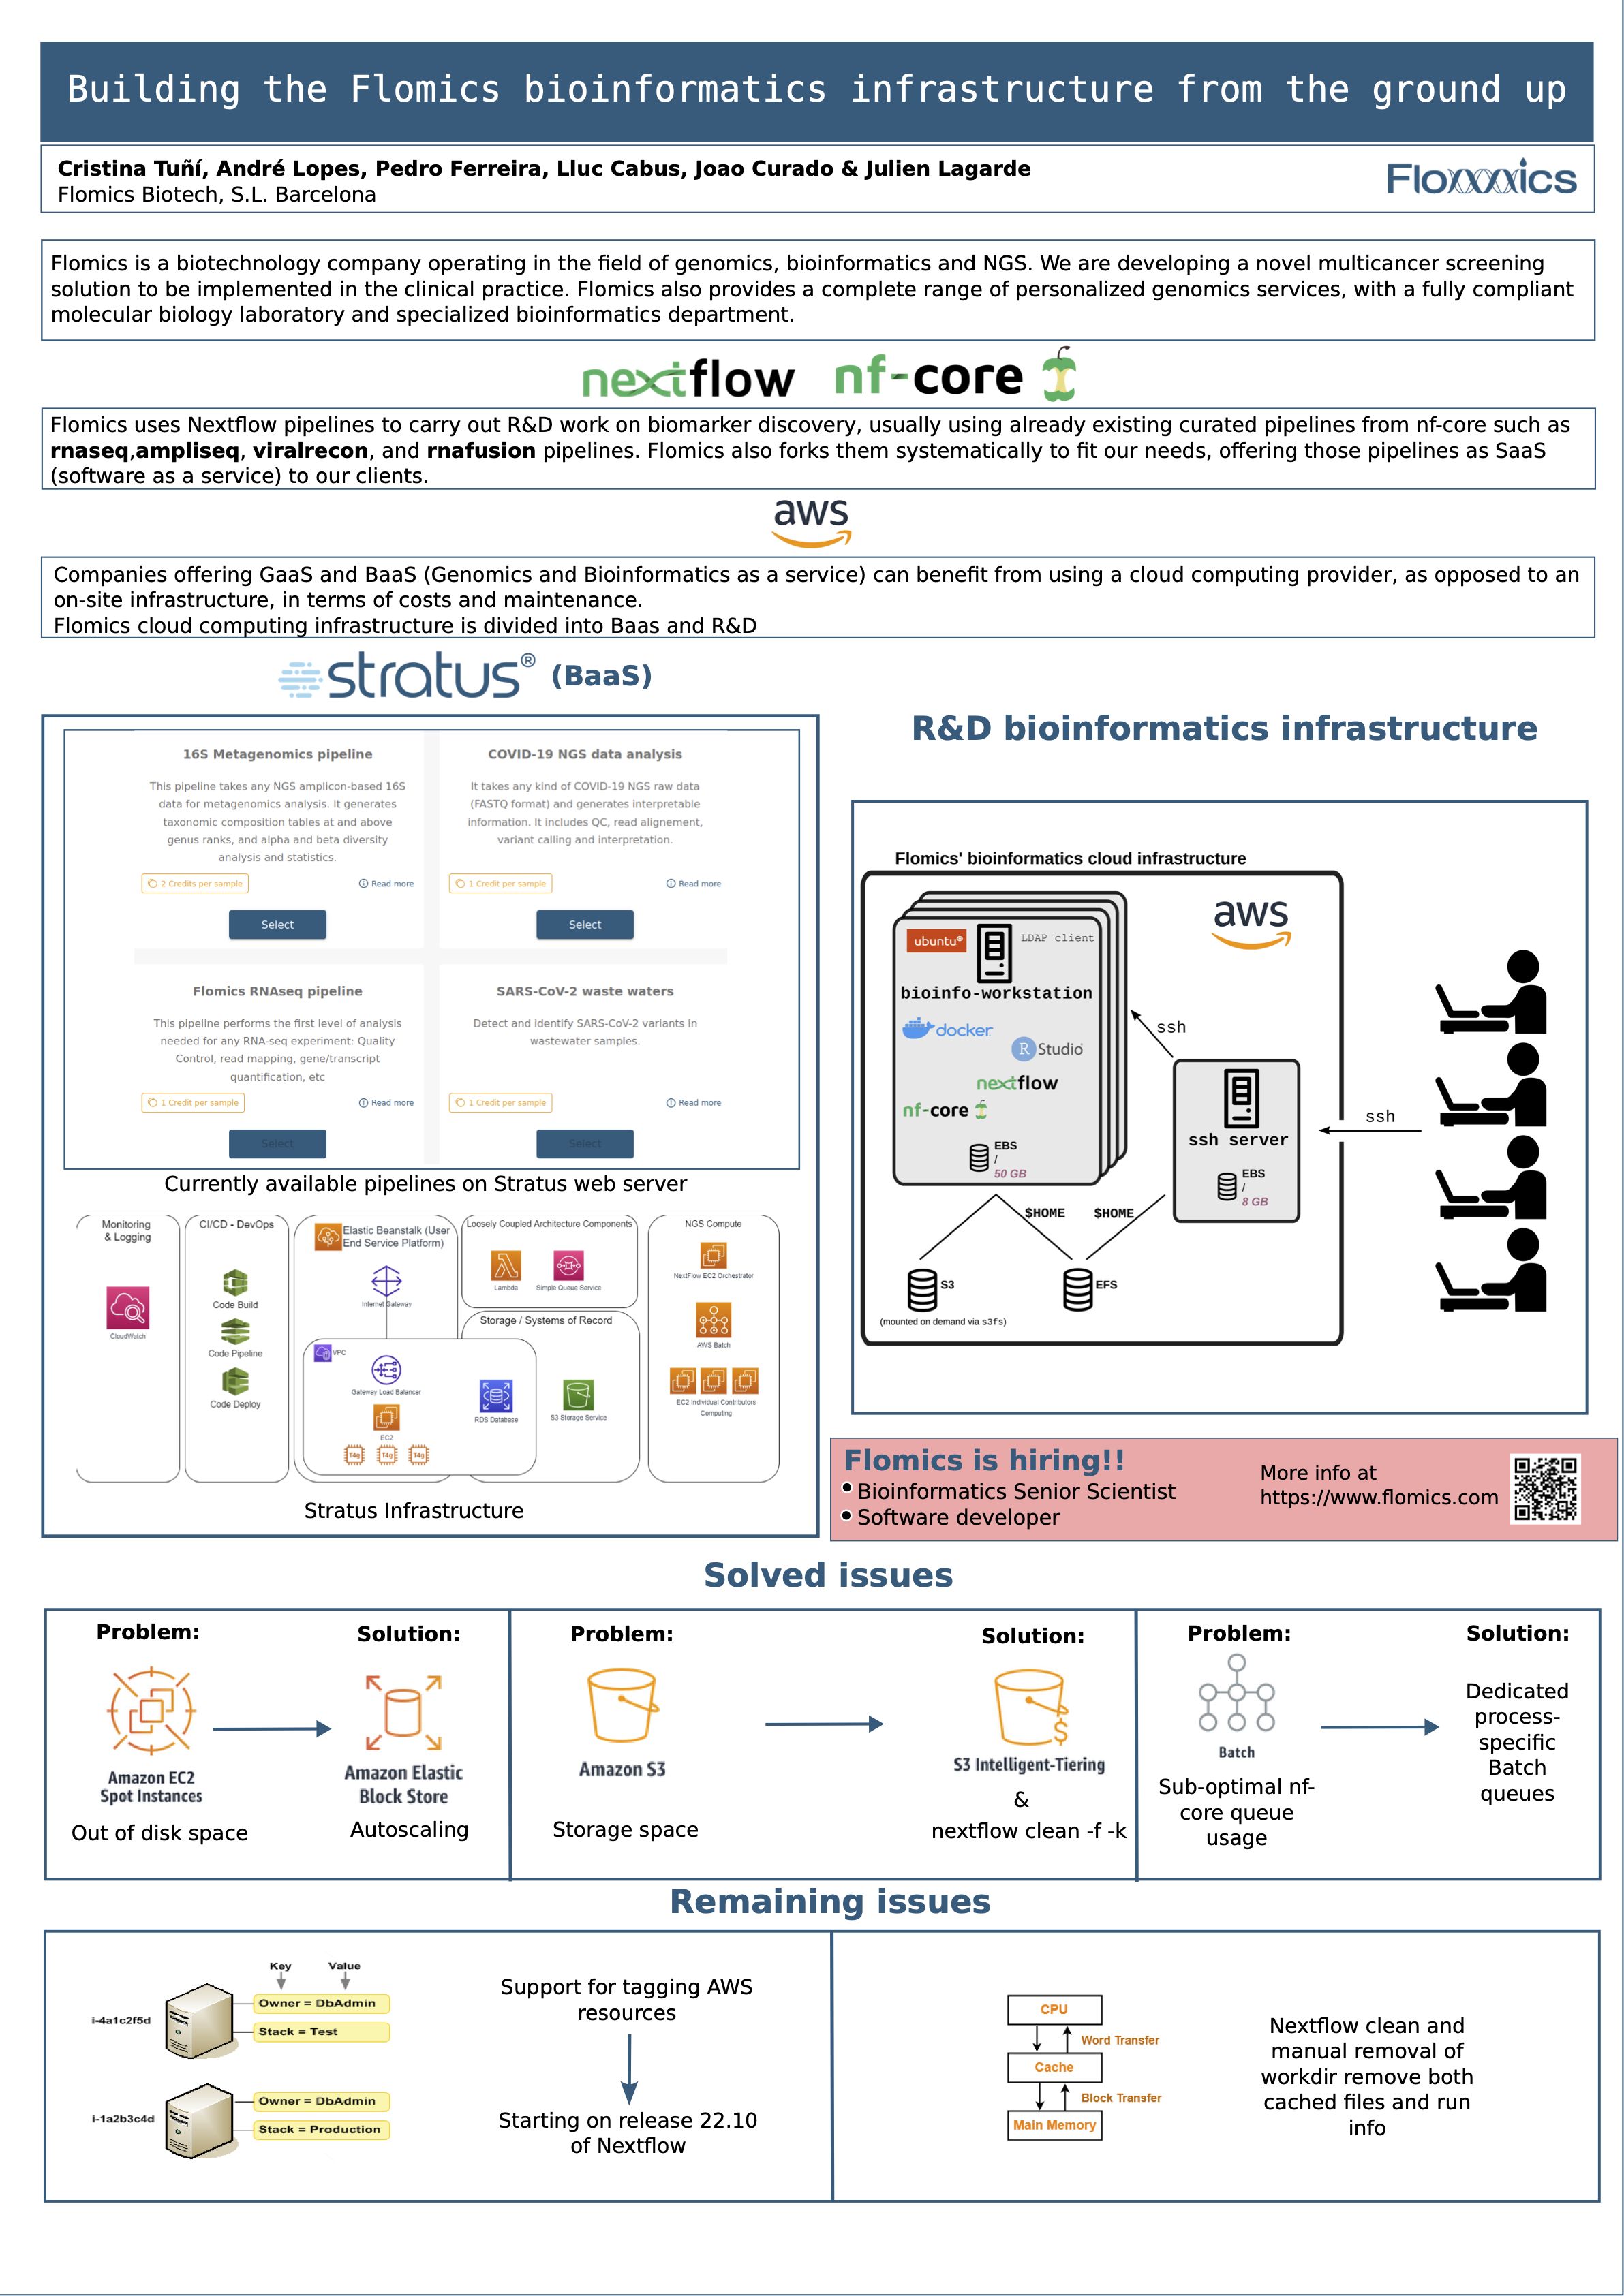 Building the Flomics bioinformatics infrastructure from the ground up
Cristina Tuñí, André Lopes, Pedro Ferreira, Lluc Cabus, Joao Curado & Julien Lagarde
Flomics Biotech, S.L. Barcelona
Flomics
Flomics is a biotechnology company operating in the field of genomics, bioinformatics and NGS. We are developing a novel multicancer screening
solution to be implemented in the clinical practice. Flomics also provides a complete range of personalized genomics services, with a fully compliant
molecular biology laboratory and specialized bioinformatics department.
nextflow nf-core
Flomics uses Nextflow pipelines to carry out R&D work on biomarker discovery, usually using already existing curated pipelines from nf-core such as
rnaseq,ampliseq, viralrecon, and rnafusion pipelines. Flomics also forks them systematically to fit our needs, offering those pipelines as SaaS
(software as a service) to our clients.
aws
Companies offering GaaS and BaaS (Genomics and Bioinformatics as a service) can benefit from using a cloud computing provider, as opposed to an
on-site infrastructure, in terms of costs and maintenance.
Flomics cloud computing infrastructure is divided into Baas and R&D
stratus® (BaaS)
16S Metagenomics pipeline
This pipeline takes any NGS amplicon-based 16S
data for metagenomics analysis. It generates
taxonomic composition tables at and above
genus ranks, and alpha and beta diversity
analysis and statistics.
2 Credits per sample
Read more
Select
COVID-19 NGS data analysis
It takes any kind of COVID-19 NGS raw data
(FASTQ format) and generates interpretable
information. It includes QC, read alignement,
variant calling and interpretation.
1 Credit per sample
Read more
Select
Flomics RNAseq pipeline
This pipeline performs the first level of analysis
needed for any RNA-seq experiment: Quality
Control, read mapping, gene/transcript
quantification, etc
1 Credit per sample
Read more
Select
SARS-CoV-2 waste waters
Detect and identify SARS-CoV-2 variants in
wastewater samples.
1 Credit per sample
Read more
Select
Currently available pipelines on Stratus web server
Monitoring
& Logging
CloudWatch
CI/CD - DevOps
Code Build
Code Pipeline
Code Deploy
Elastic Beanstalk (User
End Service Platform)
Internet Gateway
VPC
Gateway Load Balancer
EC2
T4g
T4g
T4g
Loosely Coupled Architecture Components
Lambda
Simple Queue Service
Storage / Systems of Record
RDS Database
S3 Storage Service
NGS Compute
NextFlow EC2 Orchestrator
AWS Batch
EC2 Individual Contributors
Computing
Stratus Infrastructure
R&D bioinformatics infrastructure
Flomics' bioinformatics cloud infrastructure
aws
ubuntu®
LDAP client
bioinfo-workstation
docker
R Studio
nextflow
nf-core
EBS
/
50 GB
ssh
ssh server
EBS
/
8 GB
ssh
$HOME
$HOME
S3
(mounted on demand via s3fs)
EFS
Flomics is hiring!!
Bioinformatics Senior Scientist
Software developer
More info at
https://www.flomics.com
Solved issues
Problem:
Amazon EC2
Spot Instances
Out of disk space
Solution:
Amazon Elastic
Block Store
Autoscaling
Problem:
Amazon S3
Storage space
Solution:
$
S3 Intelligent-Tiering
&
nextflow clean -f -k
Problem:
Batch
Sub-optimal nf-
core queue
usage
Solution:
Dedicated
process-
specific
Batch
queues
Remaining issues
Key
Value
i-4a1c2f5d
Owner = DbAdmin
Stack = Test
i-1a2b3c4d
Owner = DbAdmin
Stack = Production
Support for tagging AWS
resources
Starting on release 22.10
of Nextflow
CPU
Word Transfer
Cache
Block Transfer
Main Memory
Nextflow clean and
manual removal of
workdir remove both
cached files and run
info